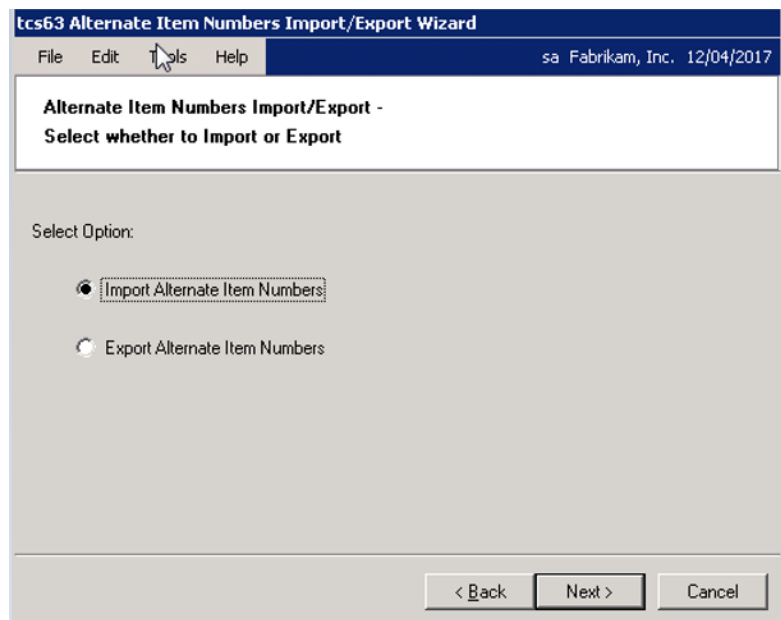 tcs63 Alternate Item Numbers Import/Export Wizard
File Edit Tools Help sa Fabrikam, Inc. 12/04/2017
Alternate Item Numbers Import/Export -
Select whether to Import or Export
Select Option:
Import Alternate Item Numbers
Export Alternate Item Numbers
< Back Next > Cancel